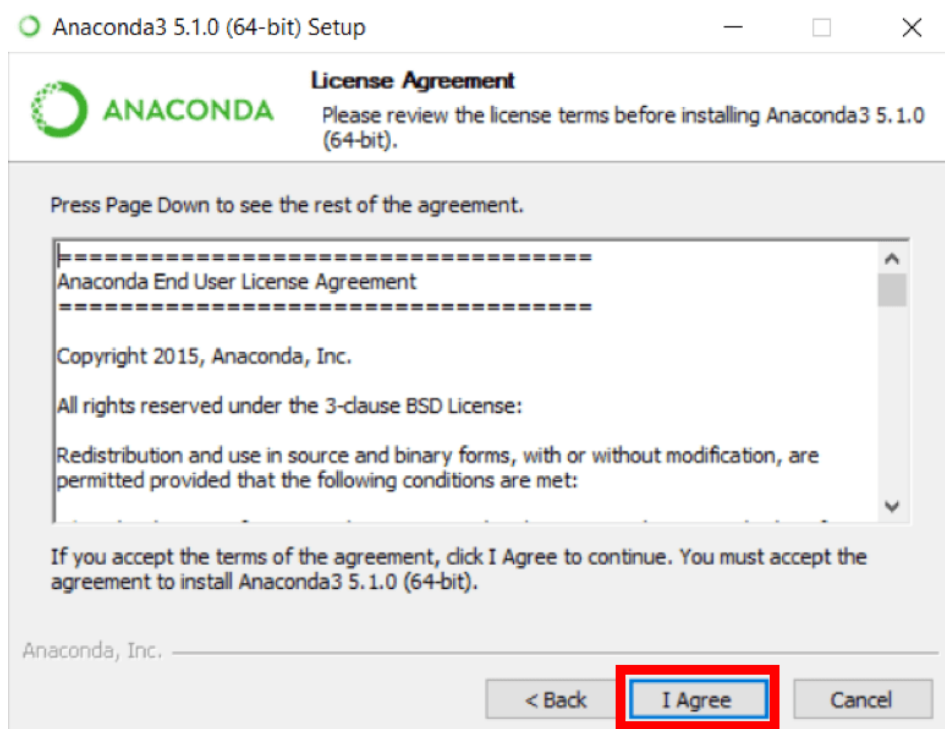 Anaconda3 5.1.0 (64-bit) Setup
ANACONDA
License Agreement
Please review the license terms before installing Anaconda3 5.1.0
(64-bit).
Press Page Down to see the rest of the agreement.
===================================
Anaconda End User License Agreement
===================================
Copyright 2015, Anaconda, Inc.
All rights reserved under the 3-clause BSD License:
Redistribution and use in source and binary forms, with or without modification, are
permitted provided that the following conditions are met:
If you accept the terms of the agreement, click I Agree to continue. You must accept the
agreement to install Anaconda3 5.1.0 (64-bit).
Anaconda, Inc.
< Back
I Agree
Cancel